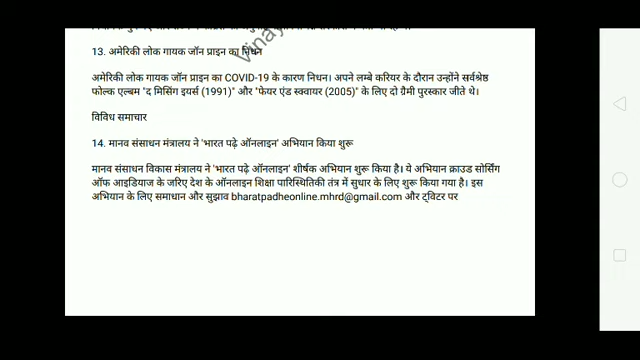 13. अमेरिकी लोक गायक जॉन प्राइन का निधन
अमेरिकी लोक गायक जॉन प्राइन का COVID-19 के कारण निधन। अपने लम्बे करियर के दौरान उन्होंने सर्वश्रेष्ठ
फोल्क एल्बम "द मिसिंग इयर्स (1991)" और "फेयर एंड स्क्वायर (2005)" के लिए दो ग्रैमी पुरस्कार जीते थे।
विविध समाचार
14. मानव संसाधन मंत्रालय ने 'भारत पढ़े ऑनलाइन' अभियान किया शुरू
मानव संसाधन विकास मंत्रालय ने 'भारत पढ़े ऑनलाइन' शीर्षक अभियान शुरू किया है। ये अभियान क्राउड सोर्सिंग
ऑफ आइडियाज के जरिए देश के ऑनलाइन शिक्षा पारिस्थितिकी तंत्र में सुधार के लिए शुरू किया गया है। इस
अभियान के लिए समाधान और सुझाव bharatpadheonline.mhrd@gmail.com और ट्विटर पर